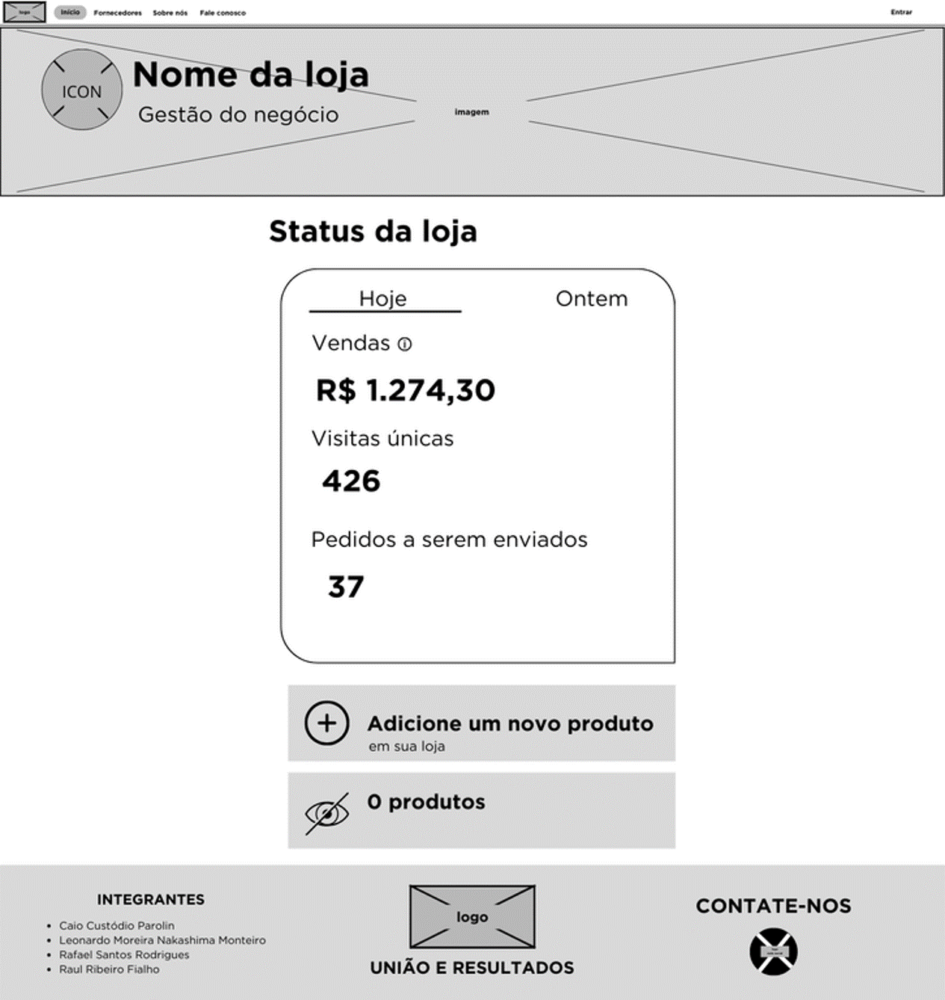 logo
Início
Fornecedores
Sobre nós
Fale conosco
Entrar
ICON
Nome da loja
Gestão do negócio
imagem
Status da loja
Hoje
Ontem
Vendas
R$ 1.274,30
Visitas únicas
426
Pedidos a serem enviados
37
Adicione um novo produto
em sua loja
0 produtos
INTEGRANTES
Caio Custódio Parolin
Leonardo Moreira Nakashima Monteiro
Rafael Santos Rodrigues
Raul Ribeiro Fialho
logo
UNIÃO E RESULTADOS
CONTATE-NOS